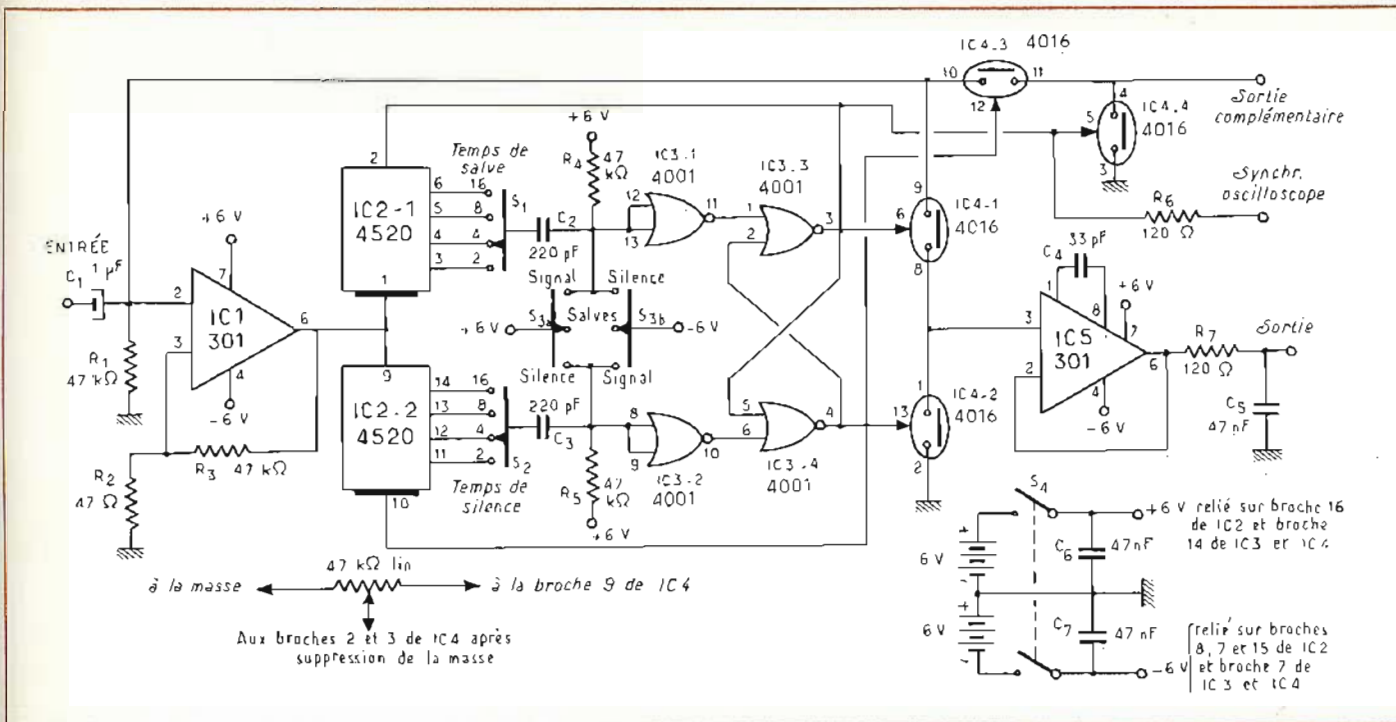 IC4-3 4016
10
11
12
4
5
IC4.4
4016
3
Sortie
complémentaire
Synchr.
oscilloscope
R6
120 Ω
+6 V
R4
47
kΩ
IC3-1
4001
12
13
11
IC3-3
4001
1
2
3
9
6
IC4-1
4016
8
2
Temps de
salve
IC2-1
4520
6
5
4
3
16
8
4
2
S1
C2
220 pF
1
ENTRÉE
C1
1 µF
+6 V
7
2
IC1
301
6
3
4
-6 V
R1
47 kΩ
R3
47 kΩ
R2
47 Ω
Signal
Silence
+6 V
S3a
Salves
S3b
-6 V
Silence
Signal
9
IC2-2
4520
14
13
12
11
16
8
4
2
S2
220 pF
C3
10
Temps de
silence
8
9
10
IC3-2
4001
R5
47
kΩ
+6 V
5
6
4
IC3-4
4001
1
13
IC4-2
4016
2
C4
33 pF
1
8
+6 V
7
3
IC5
301
2
6
4
-6 V
R7
120 Ω
Sortie
C5
47 nF
47 kΩ lin
à la masse
à la broche 9 de IC4
Aux broches 2 et 3 de IC4 après
suppression de la masse
S4
6 V
6 V
C6
47nF
C7
47 nF
+6 V relié sur broche 16
de IC2 et broche
14 de IC3 et IC4
-6 V
relié sur broches
8, 7 et 15 de IC2
et broche 7 de
IC3 et IC4